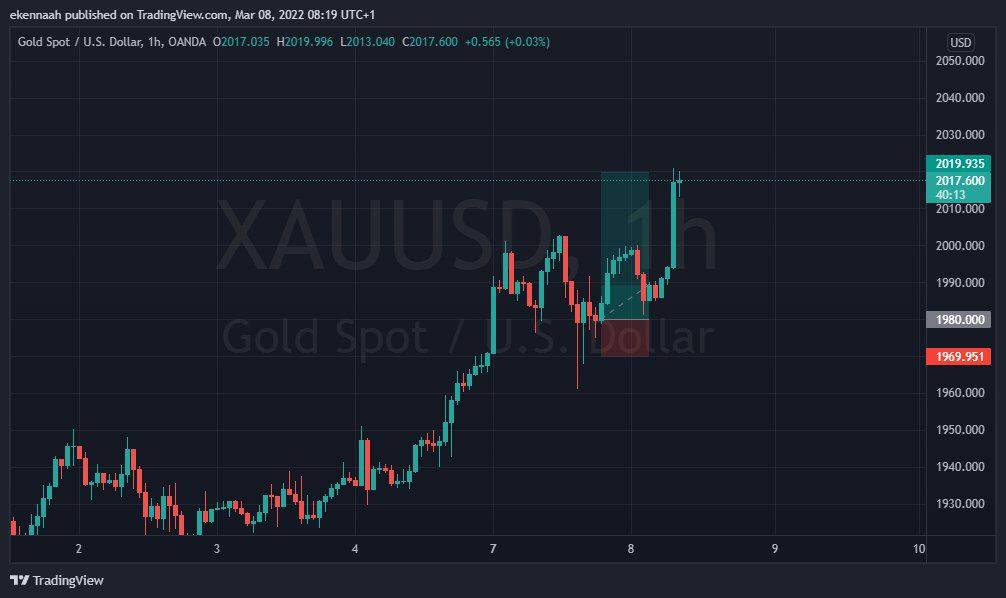 ekennaah published on TradingView.com, Mar 08, 2022 08:19 UTC+1
Gold Spot / U.S. Dollar, 1h, OANDA O2017.035 H2019.996 L2013.040 C2017.600 +0.565 (+0.03%)
USD
2050.000
2040.000
2030.000
2019.935
2017.600
40:13
2010.000
2000.000
1990.000
1980.000
1969.951
1960.000
1950.000
1940.000
1930.000
XAUUSD, 1h
Gold Spot / U.S. Dollar
2 3 4 7 8 9 10
TradingView